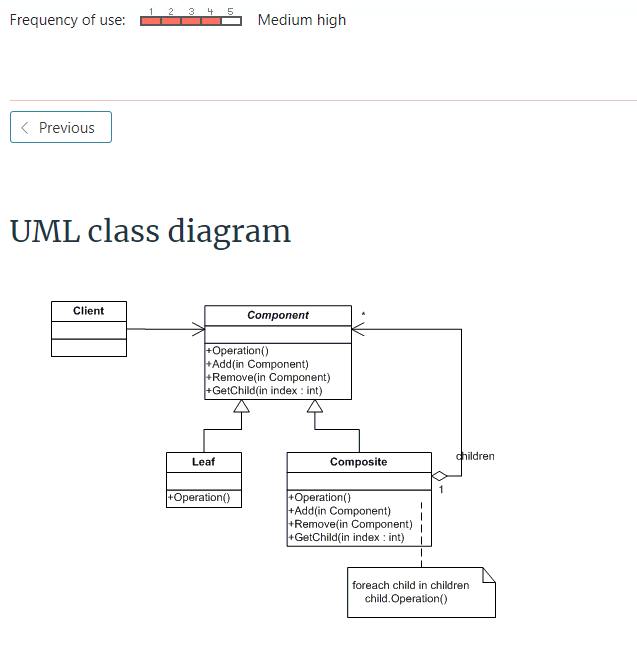 Frequency of use:
1 2 3 4 5
Medium high
Previous
UML class diagram
Client
Component
*
+Operation()
+Add(in Component)
+Remove(in Component)
+GetChild(in index : int)
Leaf
+Operation()
Composite
+Operation()
+Add(in Component)
+Remove(in Component)
+GetChild(in index : int)
children
1
foreach child in children
child.Operation()